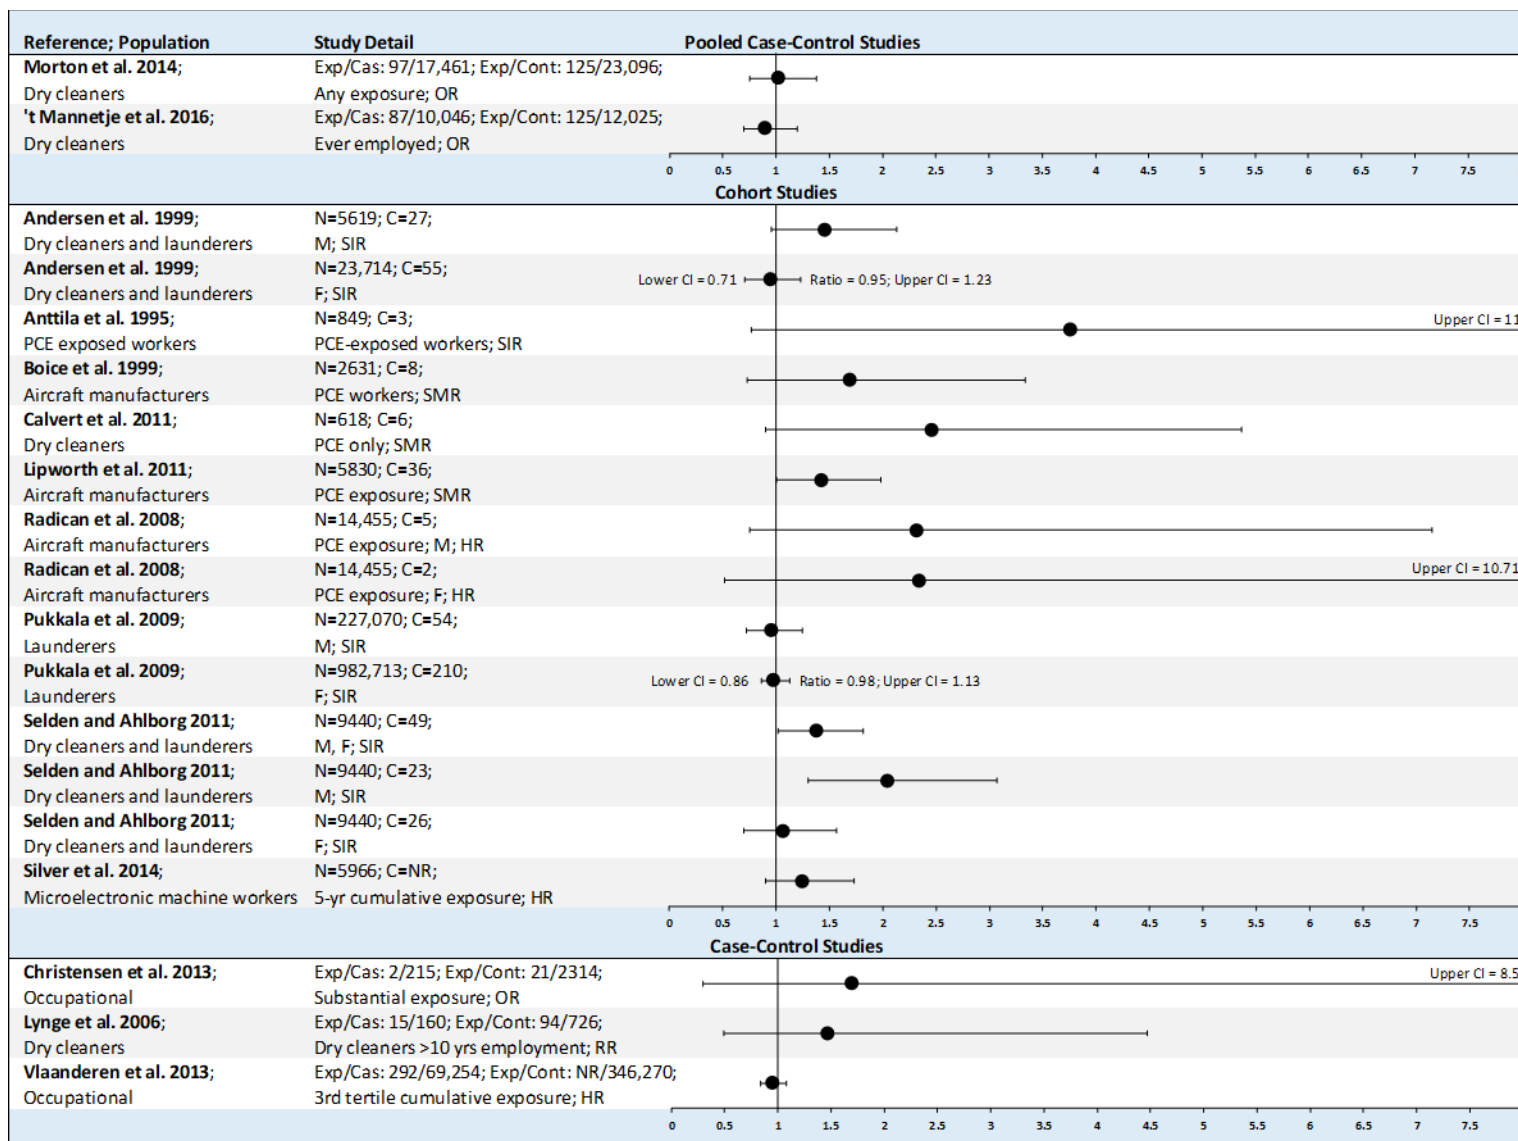 Reference; Population Study Detail Pooled Case-Control Studies
Morton et al. 2014; Exp/Cas: 97/17,461; Exp/Cont: 125/23,096;
Dry cleaners Any exposure; OR
't Mannetje et al. 2016; Exp/Cas: 87/10,046; Exp/Cont: 125/12,025;
Dry cleaners Ever employed; OR
0 0.5 1 1.5 2 2.5 3 3.5 4 4.5 5 5.5 6 6.5 7 7.5
Cohort Studies
Andersen et al. 1999; N=5619; C=27;
Dry cleaners and launderers M; SIR
Andersen et al. 1999; N=23,714; C=55;
Lower CI = 0.71 Ratio = 0.95; Upper CI = 1.23
Dry cleaners and launderers F; SIR
Anttila et al. 1995; N=849; C=3; Upper CI = 11
PCE exposed workers PCE-exposed workers; SIR
Boice et al. 1999; N=2631; C=8;
Aircraft manufacturers PCE workers; SMR
Calvert et al. 2011; N=618; C=6;
Dry cleaners PCE only; SMR
Lipworth et al. 2011; N=5830; C=36;
Aircraft manufacturers PCE exposure; SMR
Radican et al. 2008; N=14,455; C=5;
Aircraft manufacturers PCE exposure; M; HR
Radican et al. 2008; N=14,455; C=2; Upper CI = 10.71
Aircraft manufacturers PCE exposure; F; HR
Pukkala et al. 2009; N=227,070; C=54;
Launderers M; SIR
Pukkala et al. 2009; N=982,713; C=210;
Lower CI = 0.86 Ratio = 0.98; Upper CI = 1.13
Launderers F; SIR
Selden and Ahlborg 2011; N=9440; C=49;
Dry cleaners and launderers M, F; SIR
Selden and Ahlborg 2011; N=9440; C=23;
Dry cleaners and launderers M; SIR
Selden and Ahlborg 2011; N=9440; C=26;
Dry cleaners and launderers F; SIR
Silver et al. 2014; N=5966; C=NR;
Microelectronic machine workers 5-yr cumulative exposure; HR
0 0.5 1 1.5 2 2.5 3 3.5 4 4.5 5 5.5 6 6.5 7 7.5
Case-Control Studies
Christensen et al. 2013; Exp/Cas: 2/215; Exp/Cont: 21/2314; Upper CI = 8.5
Occupational Substantial exposure; OR
Lynge et al. 2006; Exp/Cas: 15/160; Exp/Cont: 94/726;
Dry cleaners Dry cleaners >10 yrs employment; RR
Vlaanderen et al. 2013; Exp/Cas: 292/69,254; Exp/Cont: NR/346,270;
Occupational 3rd tertile cumulative exposure; HR
0 0.5 1 1.5 2 2.5 3 3.5 4 4.5 5 5.5 6 6.5 7 7.5